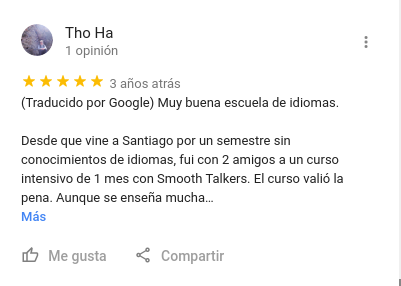 Tho Ha
1 opinión
3 años atrás
(Traducido por Google) Muy buena escuela de idiomas.
Desde que vine a Santiago por un semestre sin
conocimientos de idiomas, fui con 2 amigos a un curso
intensivo de 1 mes con Smooth Talkers. El curso valió la
pena. Aunque se enseña mucha…
Más
Me gusta
Compartir